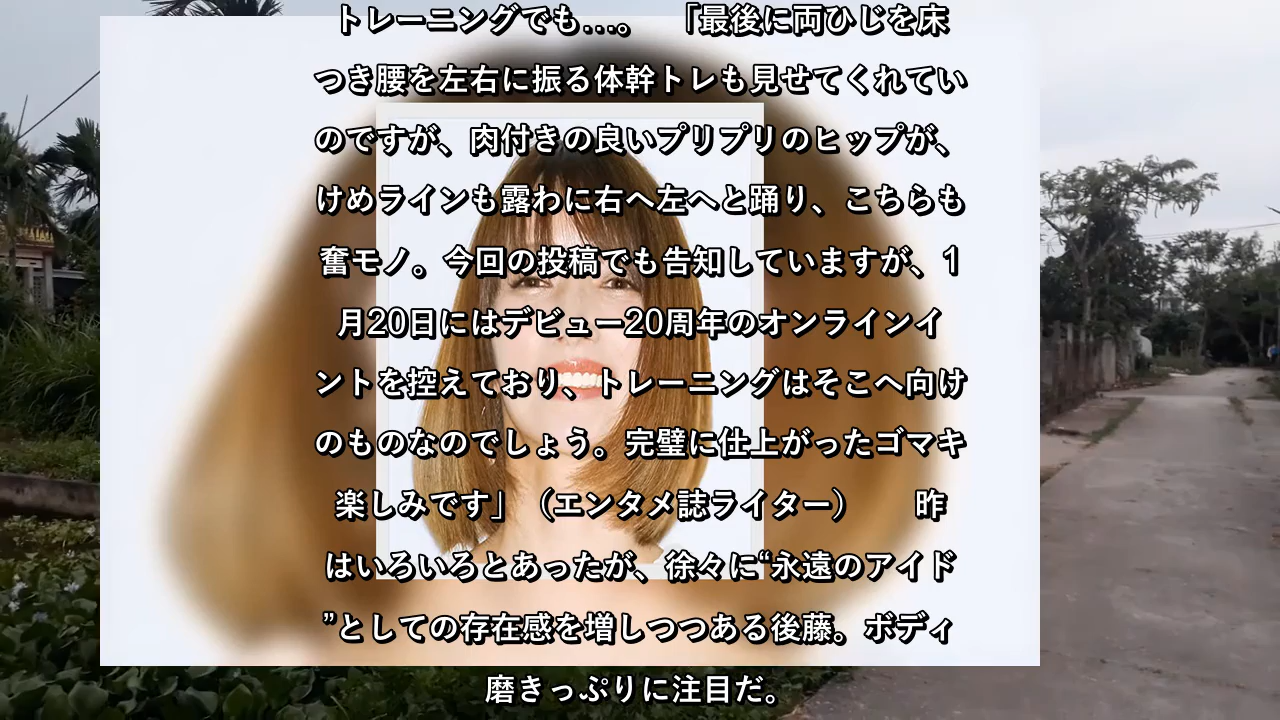 トレーニングでも…。　「最後に両ひじを床
つき腰を左右に振る体幹トレも見せてくれてい
のですが、肉付きの良いプリプリのヒップが、
けめラインも露わに右へ左へと踊り、こちらも
奮モノ。今回の投稿でも告知していますが、1
月20日にはデビュー20周年のオンラインイ
ントを控えており、トレーニングはそこへ向け
のものなのでしょう。完璧に仕上がったゴマキ
楽しみです」（エンタメ誌ライター）　　昨
はいろいろとあったが、徐々に“永遠のアイド
”としての存在感を増しつつある後藤。ボディ
磨きっぷりに注目だ。